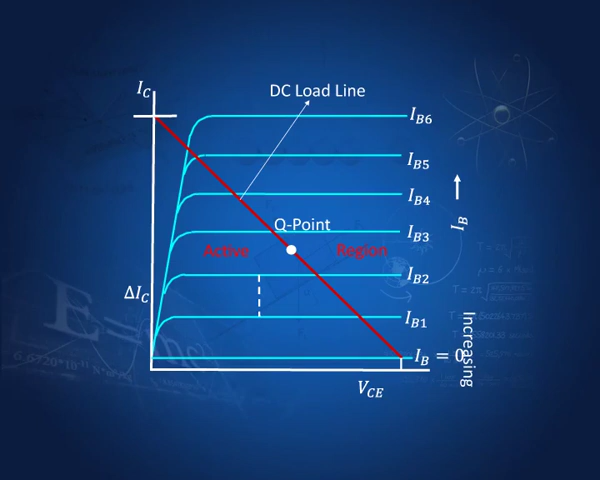 I_C
DC Load Line
I_B6
I_B5
I_B4
I_B
Q-Point
I_B3
Active Region
I_B2
ΔI_C
I_B1
Increasing
I_B = 0
V_CE